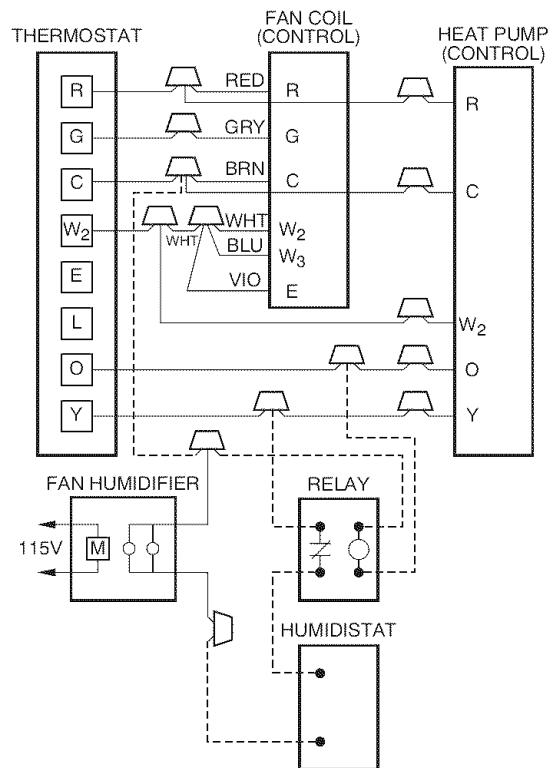 THERMOSTAT
FAN COIL
(CONTROL)
HEAT PUMP
(CONTROL)
R
RED
R
R
G
GRY
G
C
BRN
C
C
W2
WHT
WHT
W2
BLU
W3
E
VIO
E
L
W2
O
O
Y
Y
FAN HUMIDIFIER
RELAY
115V
M
HUMIDISTAT